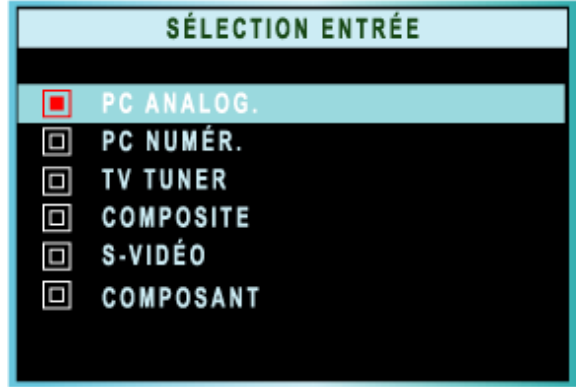 SÉLECTION ENTRÉE
PC ANALOG.
PC NUMÉR.
TV TUNER
COMPOSITE
S-VIDÉO
COMPOSANT